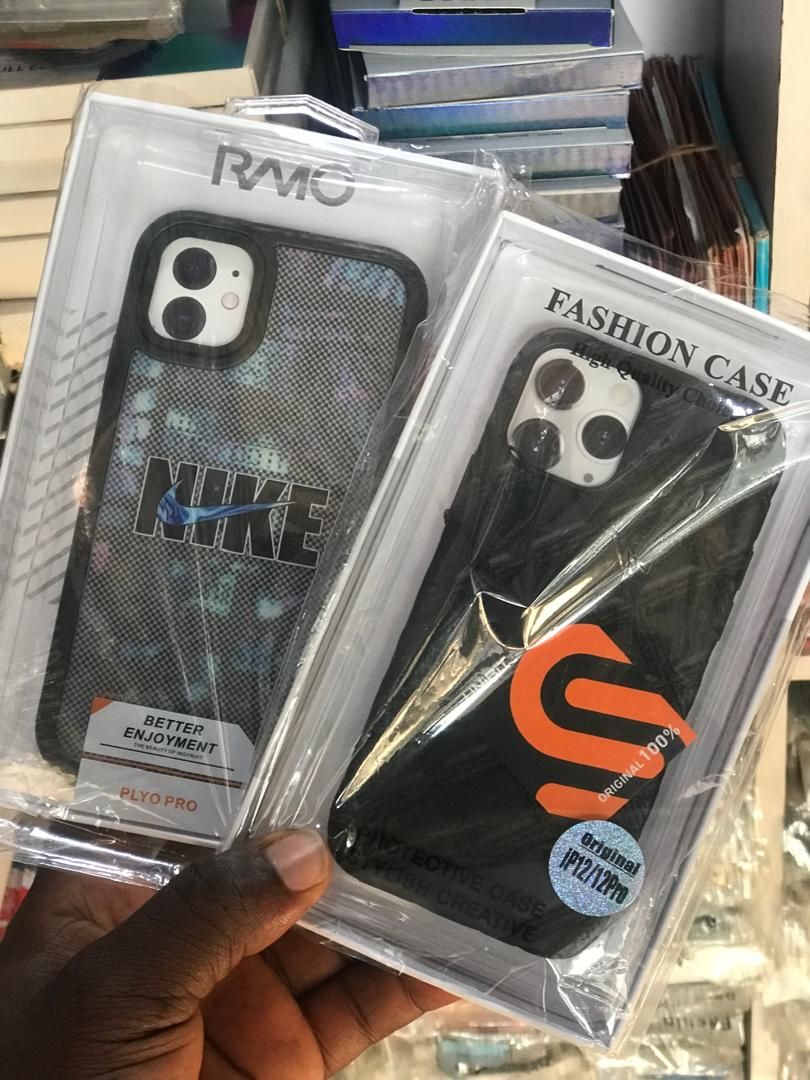 RMO
NIKE
BETTER
ENJOYMENT
THE BEAUTY OF INGENUITY
PLYO PRO
FASHION CASE
High Quality
ORIGINAL 100%
Original
iP12/12Pro
PROTECTIVE CASE
STYLISH CREATIVE
Fashin